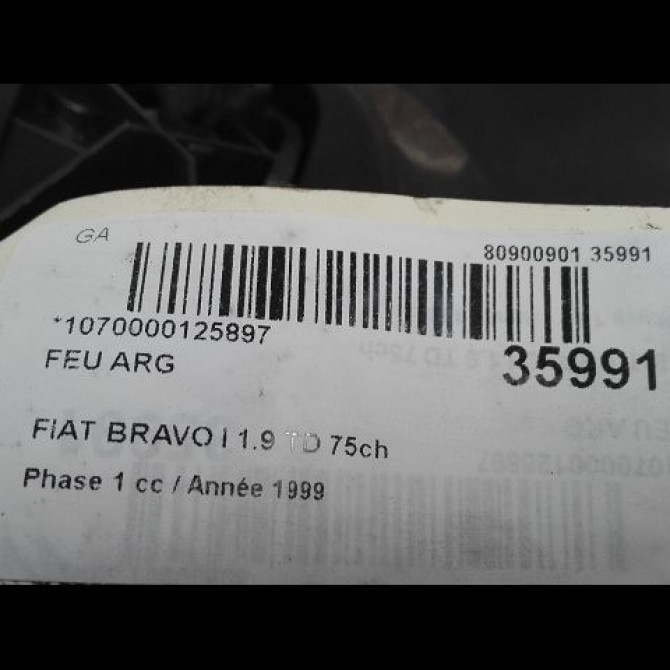 GA
80900901 35991
*1070000125897
35991
FEU ARG
FIAT BRAVO I 1.9 TD 75ch
Phase 1 cc / Année 1999